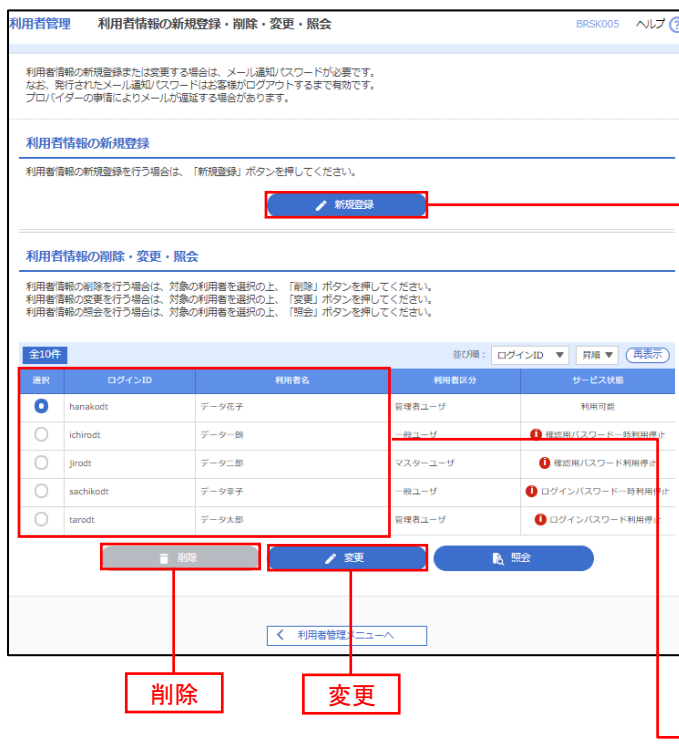 利用者管理 利用者情報の新規登録・削除・変更・照会 BRSK005 ヘルプ ?
利用者情報の新規登録または変更する場合は、メール通知パスワードが必要です。
なお、発行されたメール通知パスワードはお客様がログアウトするまで有効です。
プロバイダーの事情によりメールが遅延する場合があります。
利用者情報の新規登録
利用者情報の新規登録を行う場合は、「新規登録」ボタンを押してください。
新規登録
利用者情報の削除・変更・照会
利用者情報の削除を行う場合は、対象の利用者を選択の上、「削除」ボタンを押してください。
利用者情報の変更を行う場合は、対象の利用者を選択の上、「変更」ボタンを押してください。
利用者情報の照会を行う場合は、対象の利用者を選択の上、「照会」ボタンを押してください。
全10件 並び順： ログインID ▼ 昇順 ▼ 再表示
選択 ログインID 利用者名 利用者区分 サービス状態
hanakodt データ花子 管理者ユーザ 利用可能
ichirodt データ一朗 一般ユーザ 確認用パスワード一時利用停止
jirodt データ二郎 マスターユーザ 確認用パスワード利用停止
sachikodt データ幸子 一般ユーザ ログインパスワード一時利用停止
tarodt データ太郎 管理者ユーザ ログインパスワード利用停止
削除 変更 照会
利用者管理メニューへ
削除 変更